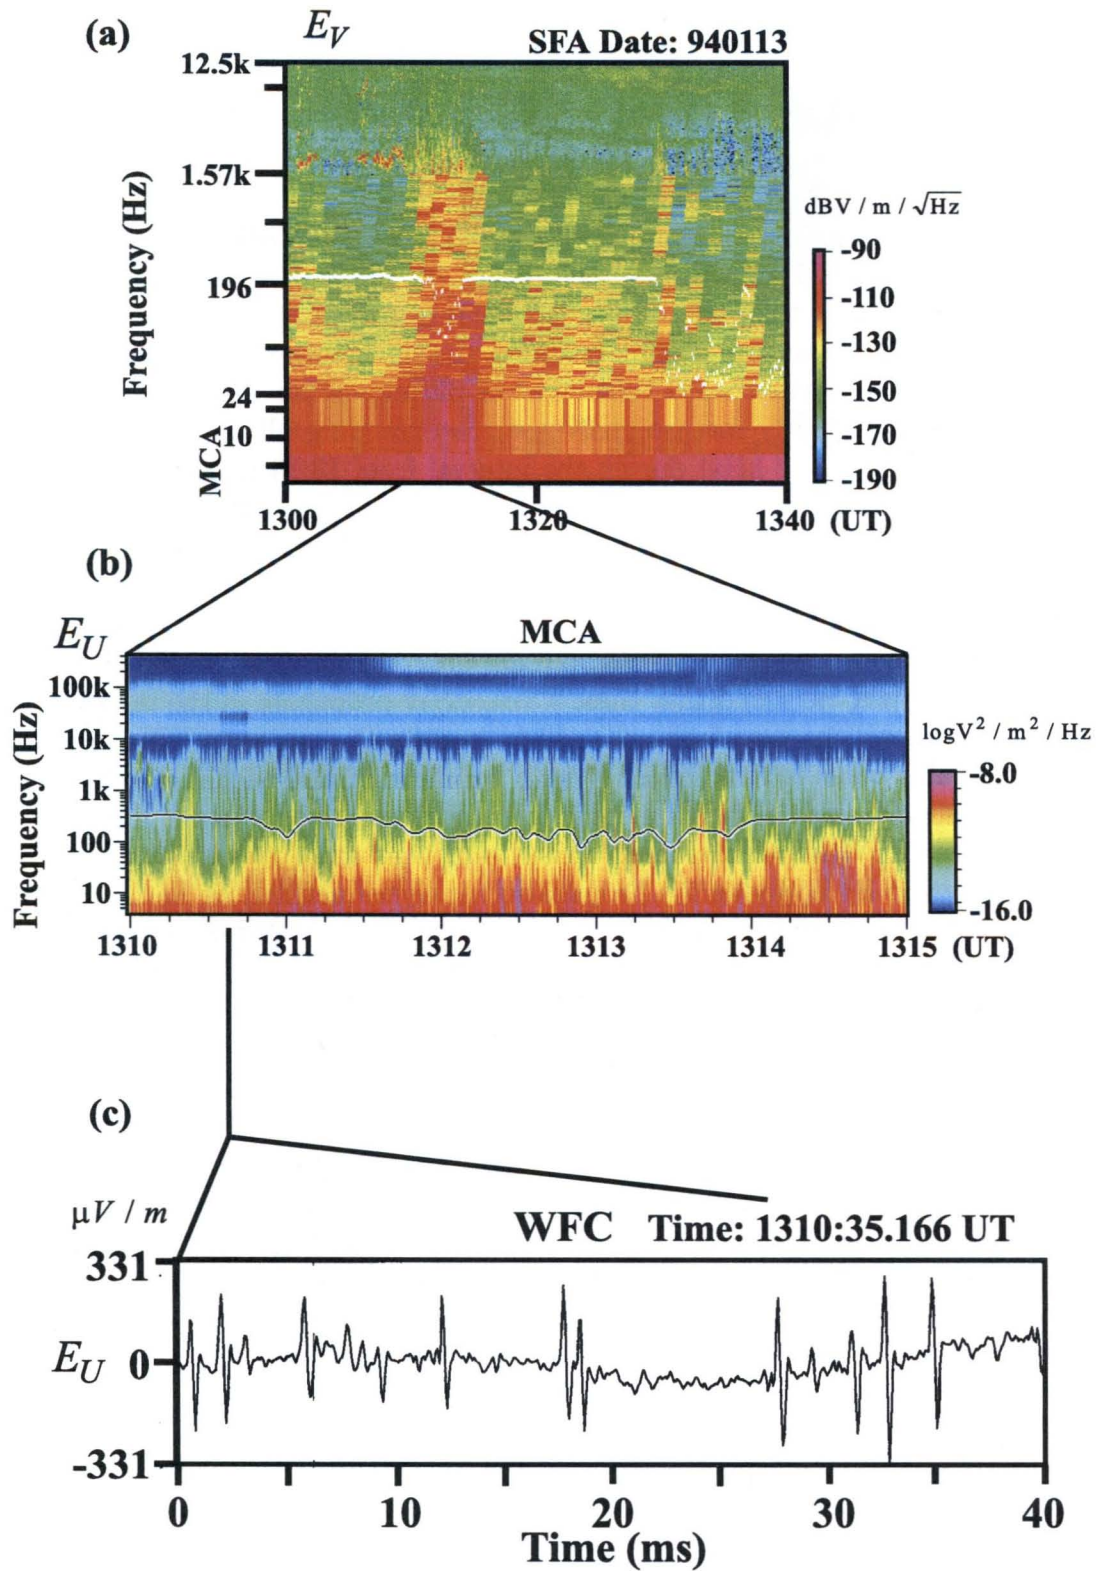 (a)
E_V
SFA Date: 940113
12.5k
1.57k
196
24
10
Frequency (Hz)
MCA
1300 1320 1340 (UT)
dBV / m / √Hz
-90
-110
-130
-150
-170
-190
(b)
E_U
MCA
100k
10k
1k
100
10
Frequency (Hz)
1310 1311 1312 1313 1314 1315 (UT)
logV² / m² / Hz
-8.0
-16.0
(c)
μV / m
WFC Time: 1310:35.166 UT
331
E_U 0
-331
0 10 20 30 40
Time (ms)